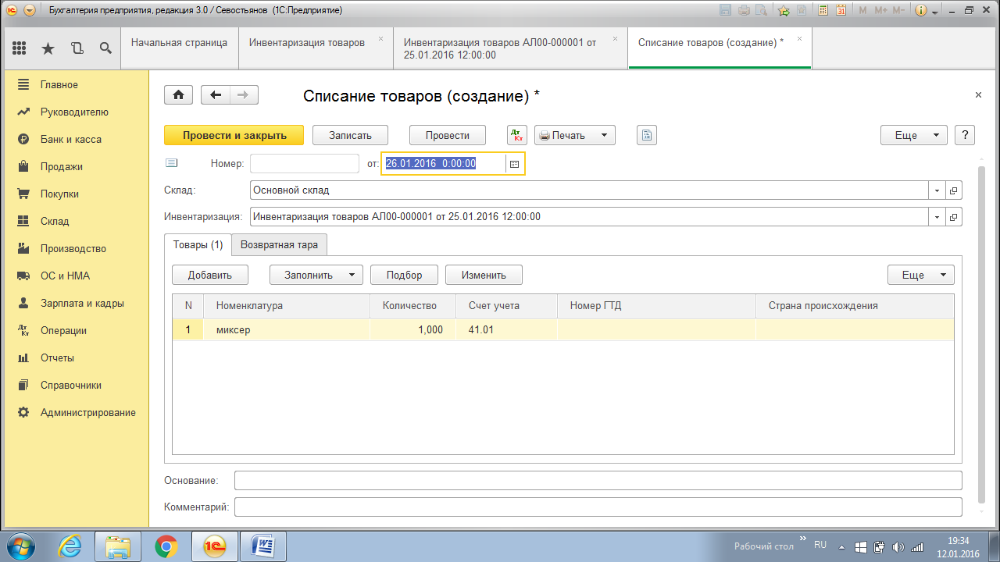 Бухгалтерия предприятия, редакция 3.0 / Севостьянов (1С:Предприятие)
M M+ M-
Начальная страница
Инвентаризация товаров
Инвентаризация товаров АЛ00-000001 от
25.01.2016 12:00:00
Списание товаров (создание) *
Главное
Руководителю
Банк и касса
Продажи
Покупки
Склад
Производство
ОС и НМА
Зарплата и кадры
Операции
Отчеты
Справочники
Администрирование
Списание товаров (создание) *
Провести и закрыть Записать Провести Дт Кт Печать Еще ?
Номер: от: 26.01.2016 0:00:00
Склад: Основной склад
Инвентаризация: Инвентаризация товаров АЛ00-000001 от 25.01.2016 12:00:00
Товары (1) Возвратная тара
Добавить Заполнить Подбор Изменить Еще
N Номенклатура Количество Счет учета Номер ГТД Страна происхождения
1 миксер 1,000 41.01
Основание:
Комментарий:
Рабочий стол » RU 19:34
12.01.2016